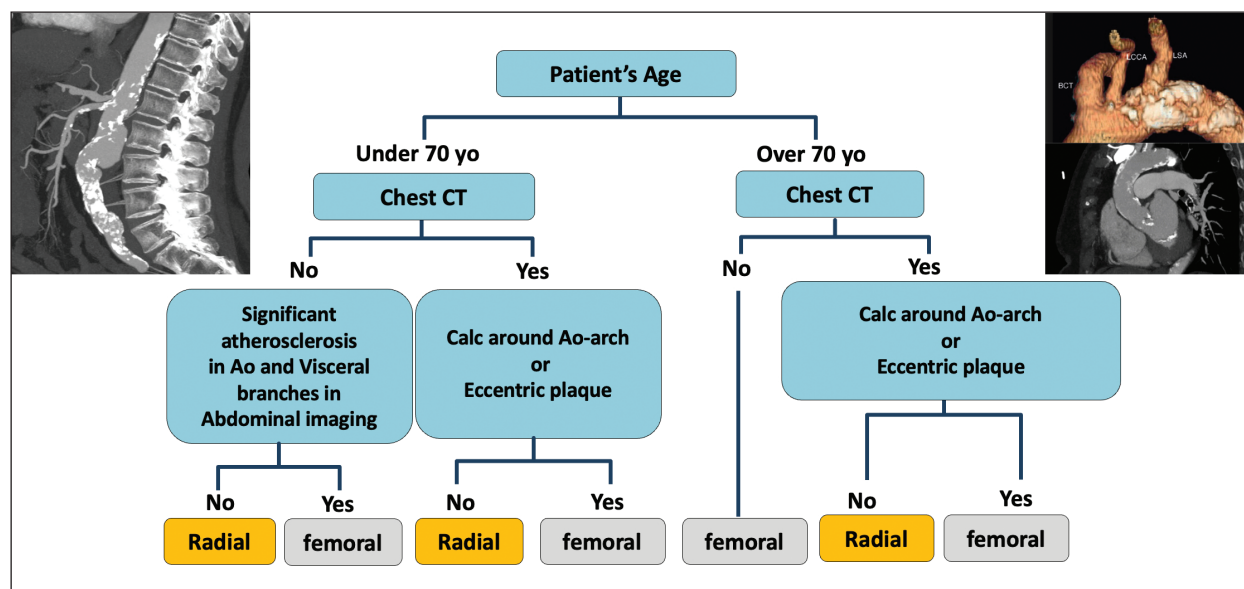 Patient's Age
BCT
LCCA
LSA
Under 70 yo
Over 70 yo
Chest CT
Chest CT
No
Yes
No
Yes
Significant
atherosclerosis
in Ao and Visceral
branches in
Abdominal imaging
Calc around Ao-arch
or
Eccentric plaque
Calc around Ao-arch
or
Eccentric plaque
No
Yes
No
Yes
No
Yes
Radial
femoral
Radial
femoral
femoral
Radial
femoral